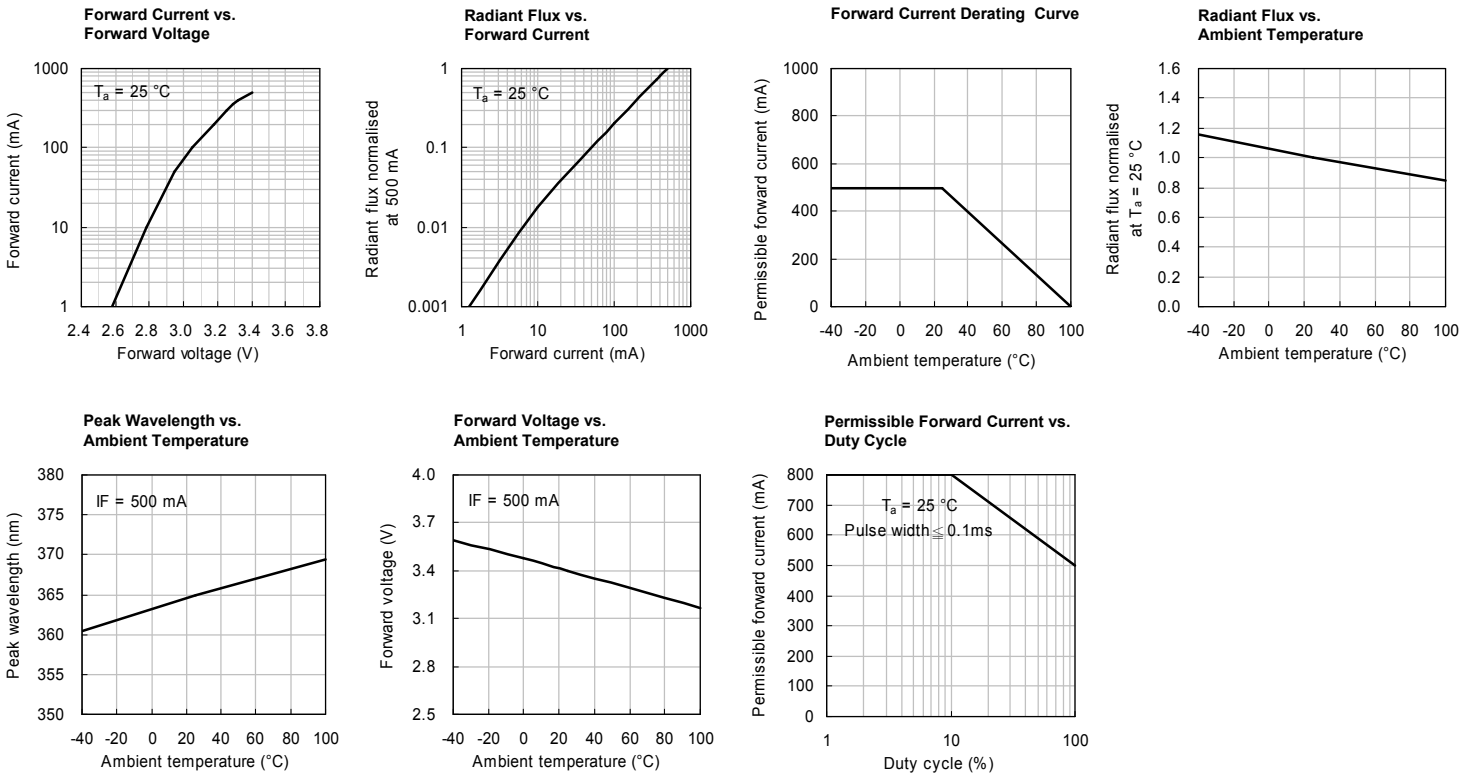 Forward Current vs.
Forward Voltage
1000
100
10
1
Forward current (mA)
Tₐ = 25 °C
2.4 2.6 2.8 3.0 3.2 3.4 3.6 3.8
Forward voltage (V)
Radiant Flux vs.
Forward Current
1
0.1
0.01
0.001
Radiant flux normalised
at 500 mA
Tₐ = 25 °C
1 10 100 1000
Forward current (mA)
Forward Current Derating Curve
1000
800
600
400
200
0
Permissible forward current (mA)
-40 -20 0 20 40 60 80 100
Ambient temperature (°C)
Radiant Flux vs.
Ambient Temperature
1.6
1.4
1.2
1.0
0.8
0.6
0.4
0.2
0.0
Radiant flux normalised
at Tₐ = 25 °C
-40 -20 0 20 40 60 80 100
Ambient temperature (°C)
Peak Wavelength vs.
Ambient Temperature
380
375
370
365
360
355
350
Peak wavelength (nm)
IF = 500 mA
-40 -20 0 20 40 60 80 100
Ambient temperature (°C)
Forward Voltage vs.
Ambient Temperature
4.0
3.7
3.4
3.1
2.8
2.5
Forward voltage (V)
IF = 500 mA
-40 -20 0 20 40 60 80 100
Ambient temperature (°C)
Permissible Forward Current vs.
Duty Cycle
800
700
600
500
400
300
200
100
0
Permissible forward current (mA)
Tₐ = 25 °C
Pulse width ≦ 0.1ms
1 10 100
Duty cycle (%)